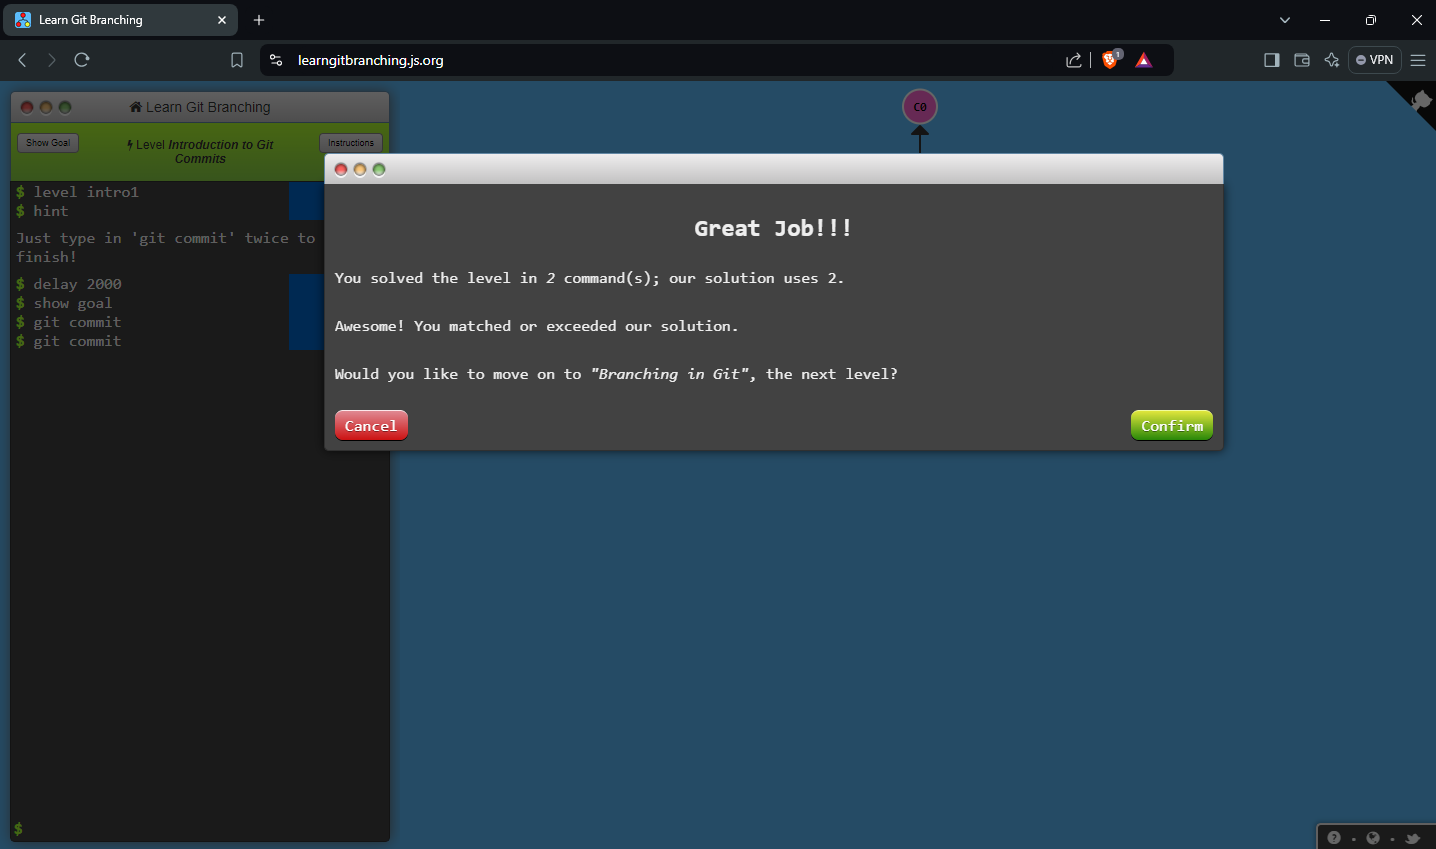 Learn Git Branching
learngitbranching.js.org
1
VPN
Learn Git Branching
C0
Show Goal
Level Introduction to Git
Commits
Instructions
$ level intro1
$ hint
Just type in 'git commit' twice to
finish!
$ delay 2000
$ show goal
$ git commit
$ git commit
$
Great Job!!!
You solved the level in 2 command(s); our solution uses 2.
Awesome! You matched or exceeded our solution.
Would you like to move on to "Branching in Git", the next level?
Cancel
Confirm